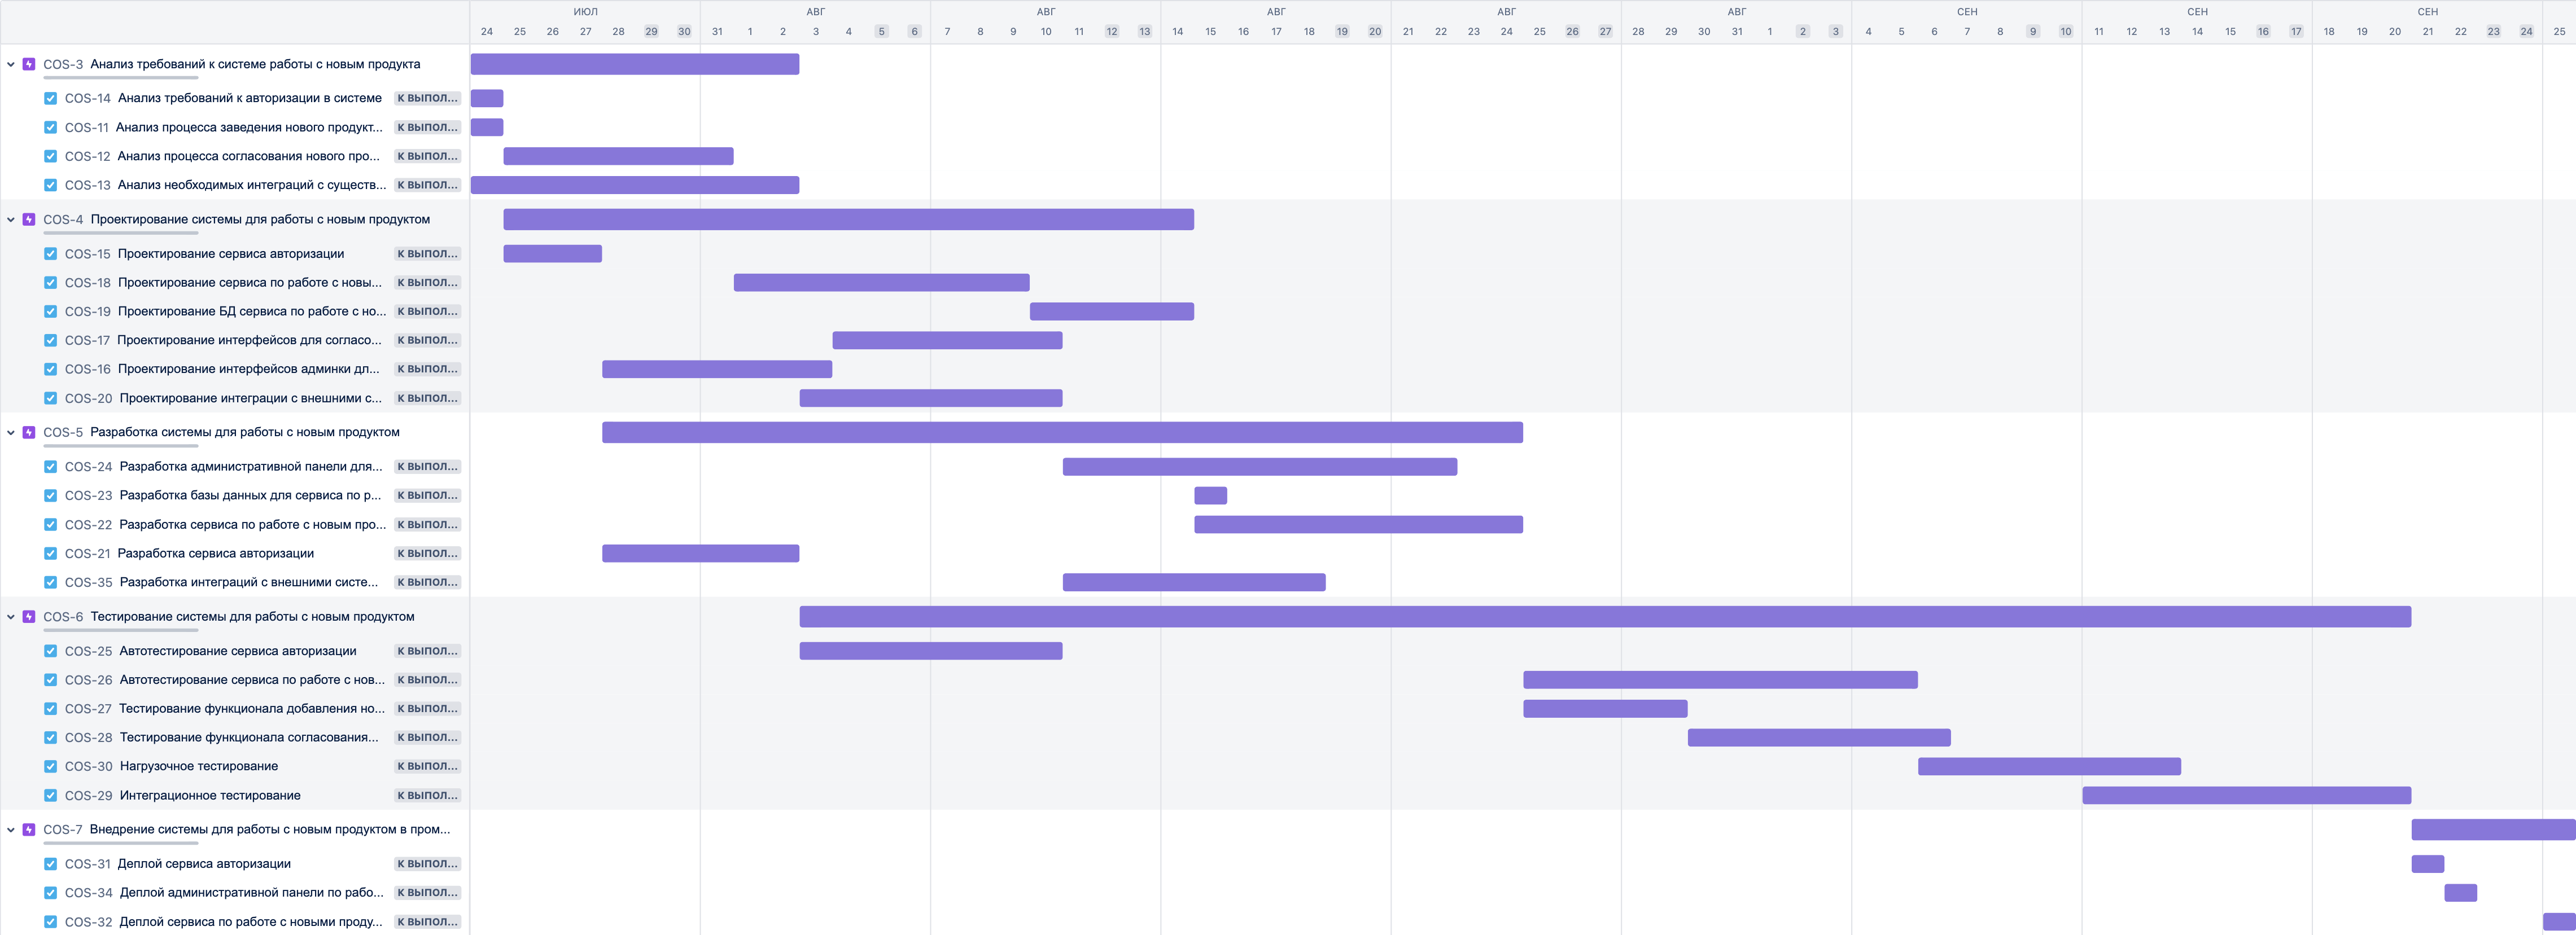 ИЮЛ АВГ АВГ АВГ АВГ АВГ СЕН СЕН СЕН
24 25 26 27 28 29 30 31 1 2 3 4 5 6 7 8 9 10 11 12 13 14 15 16 17 18 19 20 21 22 23 24 25 26 27 28 29 30 31 1 2 3 4 5 6 7 8 9 10 11 12 13 14 15 16 17 18 19 20 21 22 23 24 25
COS-3 Анализ требований к системе работы с новым продукта
COS-14 Анализ требований к авторизации в системе К ВЫПОЛ...
COS-11 Анализ процесса заведения нового продукт... К ВЫПОЛ...
COS-12 Анализ процесса согласования нового про... К ВЫПОЛ...
COS-13 Анализ необходимых интеграций с существ... К ВЫПОЛ...
COS-4 Проектирование системы для работы с новым продуктом
COS-15 Проектирование сервиса авторизации К ВЫПОЛ...
COS-18 Проектирование сервиса по работе с новы... К ВЫПОЛ...
COS-19 Проектирование БД сервиса по работе с но... К ВЫПОЛ...
COS-17 Проектирование интерфейсов для согласо... К ВЫПОЛ...
COS-16 Проектирование интерфейсов админки дл... К ВЫПОЛ...
COS-20 Проектирование интеграции с внешними с... К ВЫПОЛ...
COS-5 Разработка системы для работы с новым продуктом
COS-24 Разработка административной панели для... К ВЫПОЛ...
COS-23 Разработка базы данных для сервиса по р... К ВЫПОЛ...
COS-22 Разработка сервиса по работе с новым про... К ВЫПОЛ...
COS-21 Разработка сервиса авторизации К ВЫПОЛ...
COS-35 Разработка интеграций с внешними систе... К ВЫПОЛ...
COS-6 Тестирование системы для работы с новым продуктом
COS-25 Автотестирование сервиса авторизации К ВЫПОЛ...
COS-26 Автотестирование сервиса по работе с нов... К ВЫПОЛ...
COS-27 Тестирование функционала добавления но... К ВЫПОЛ...
COS-28 Тестирование функционала согласования... К ВЫПОЛ...
COS-30 Нагрузочное тестирование К ВЫПОЛ...
COS-29 Интеграционное тестирование К ВЫПОЛ...
COS-7 Внедрение системы для работы с новым продуктом в пром...
COS-31 Деплой сервиса авторизации К ВЫПОЛ...
COS-34 Деплой административной панели по рабо... К ВЫПОЛ...
COS-32 Деплой сервиса по работе с новыми проду... К ВЫПОЛ...